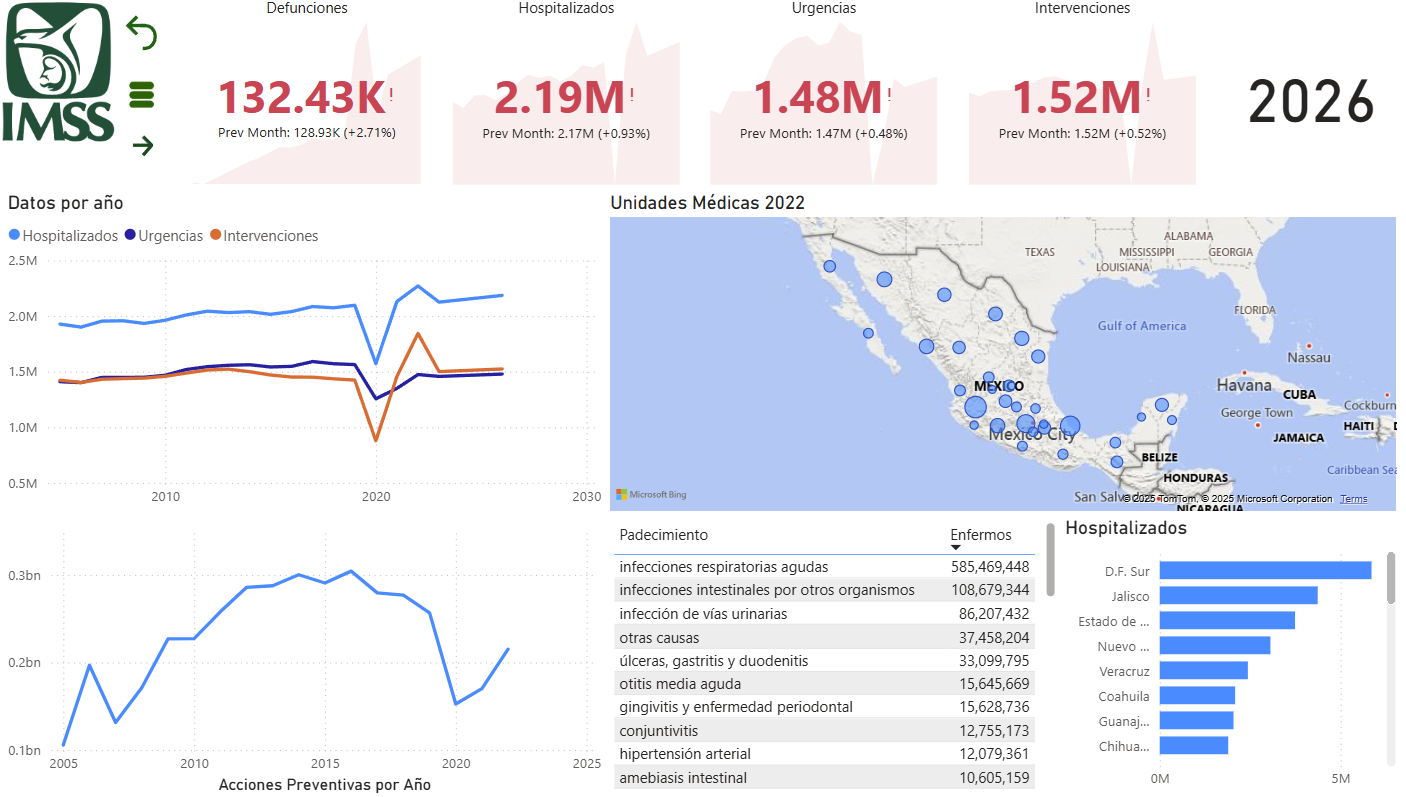 IMSS
Defunciones
132.43K!
Prev Month: 128.93K (+2.71%)
Hospitalizados
2.19M!
Prev Month: 2.17M (+0.93%)
Urgencias
1.48M!
Prev Month: 1.47M (+0.48%)
Intervenciones
1.52M!
Prev Month: 1.52M (+0.52%)
2026
Datos por año
Hospitalizados Urgencias Intervenciones
2.5M
2.0M
1.5M
1.0M
0.5M
2010 2020 2030
Unidades Médicas 2022
TEXAS
ALABAMA
MISSISSIPPI
GEORGIA
LOUISIANA
FLORIDA
Gulf of America
Nassau
MEXICO
Havana
CUBA
George Town
Cockburn
HAITI
JAMAICA
Mexico City
BELIZE
Caribbean Sea
HONDURAS
San Salvador
NICARAGUA
Microsoft Bing
© 2025 TomTom, © 2025 Microsoft Corporation Terms
0.3bn
0.2bn
0.1bn
2005 2010 2015 2020 2025
Acciones Preventivas por Año
Padecimiento Enfermos
infecciones respiratorias agudas 585,469,448
infecciones intestinales por otros organismos 108,679,344
infección de vías urinarias 86,207,432
otras causas 37,458,204
úlceras, gastritis y duodenitis 33,099,795
otitis media aguda 15,645,669
gingivitis y enfermedad periodontal 15,628,736
conjuntivitis 12,755,173
hipertensión arterial 12,079,361
amebiasis intestinal 10,605,159
Hospitalizados
D.F. Sur
Jalisco
Estado de ...
Nuevo ...
Veracruz
Coahuila
Guanaj...
Chihua...
0M 5M